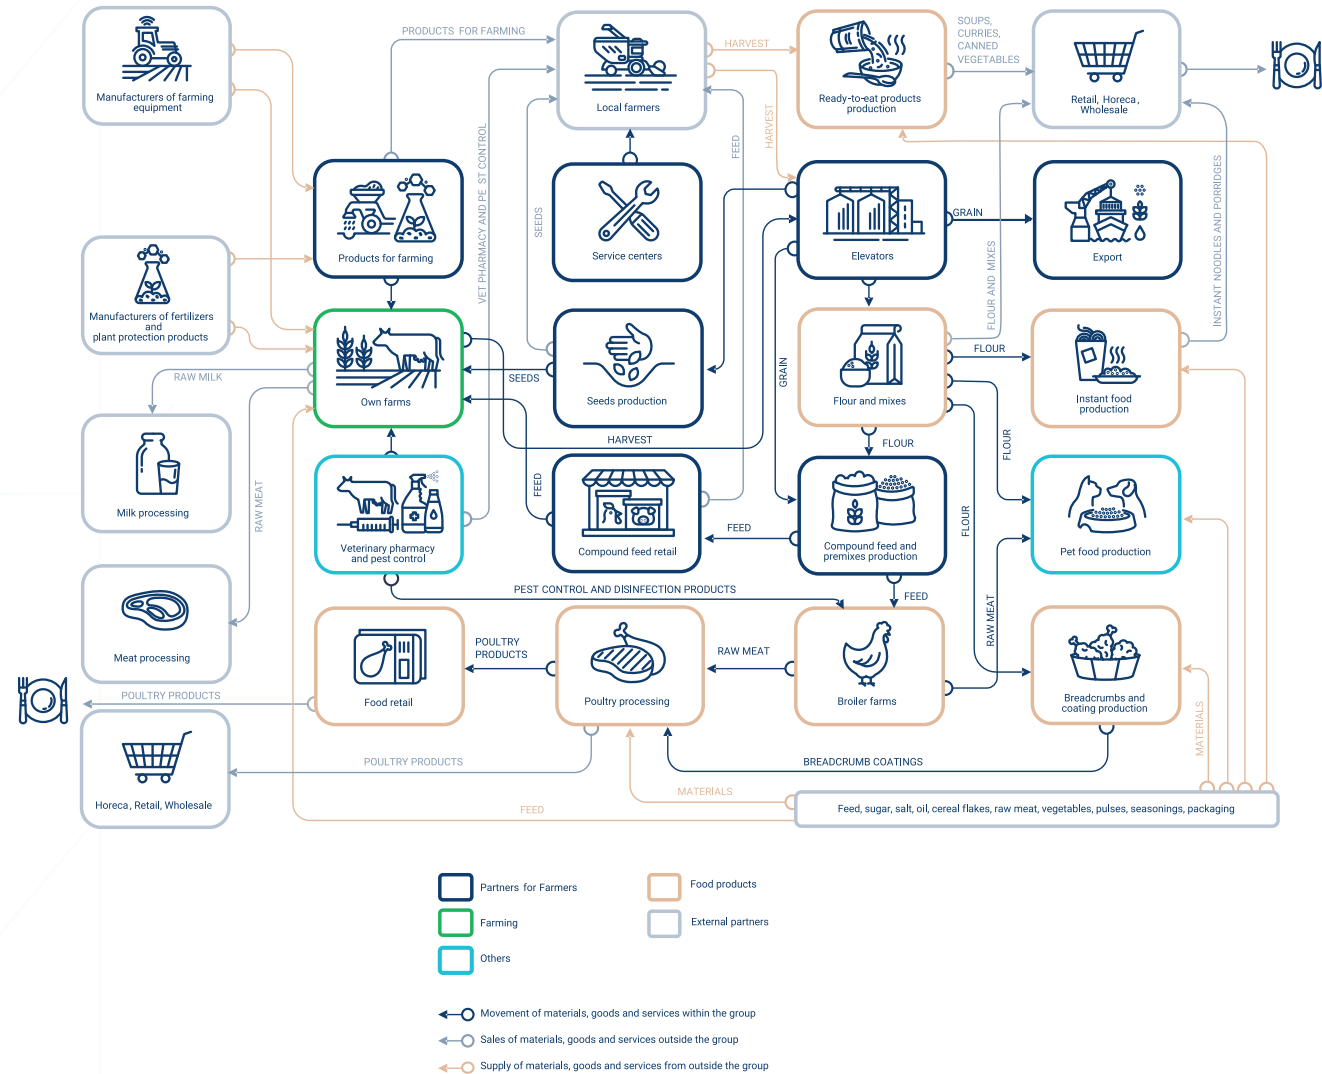 PRODUCTS FOR FARMING
SOUPS,
CURRIES,
CANNED
VEGETABLES
HARVEST
Manufacturers of farming
equipment
Local farmers
Ready-to-eat products
production
Retail, Horeca,
Wholesale
VET PHARMACY AND PE ST CONTROL
FEED
HARVEST
SEEDS
FLOUR AND MIXES
INSTANT NOODLES AND PORRIDGES
GRAIN
Products for farming
Service centers
Elevators
Export
Manufacturers of fertilizers
and
plant protection products
RAW MILK
SEEDS
GRAIN
FLOUR
Own farms
Seeds production
Flour and mixes
Instant food
production
HARVEST
FLOUR
FLOUR
RAW MEAT
FEED
FLOUR
Milk processing
FEED
Veterinary pharmacy
and pest control
Compound feed retail
Compound feed and
premixes production
Pet food production
PEST CONTROL AND DISINFECTION PRODUCTS
FEED
RAW MEAT
POULTRY
PRODUCTS
RAW MEAT
Meat processing
POULTRY PRODUCTS
Food retail
Poultry processing
Broiler farms
Breadcrumbs and
coating production
MATERIALS
POULTRY PRODUCTS
BREADCRUMB COATINGS
MATERIALS
Horeca, Retail, Wholesale
FEED
Feed, sugar, salt, oil, cereal flakes, raw meat, vegetables, pulses, seasonings, packaging
Partners for Farmers
Food products
Farming
External partners
Others
Movement of materials, goods and services within the group
Sales of materials, goods and services outside the group
Supply of materials, goods and services from outside the group